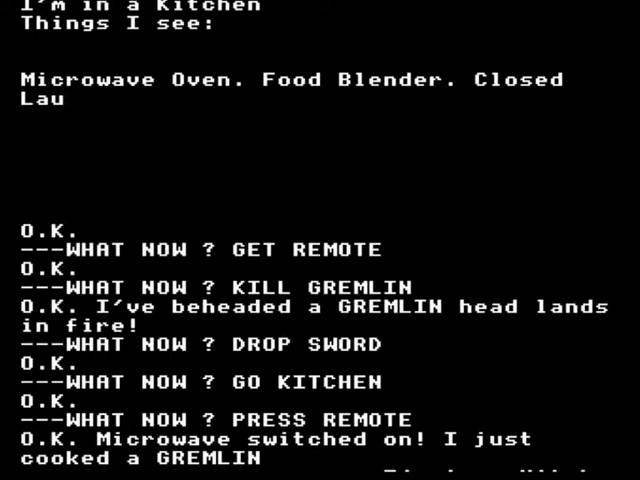 I'm in a Kitchen
Things I see:
Microwave Oven. Food Blender. Closed
Lau
O.K.
---WHAT NOW ? GET REMOTE
O.K.
---WHAT NOW ? KILL GREMLIN
O.K. I've beheaded a GREMLIN head lands
in fire!
---WHAT NOW ? DROP SWORD
O.K.
---WHAT NOW ? GO KITCHEN
O.K.
---WHAT NOW ? PRESS REMOTE
O.K. Microwave switched on! I just
cooked a GREMLIN